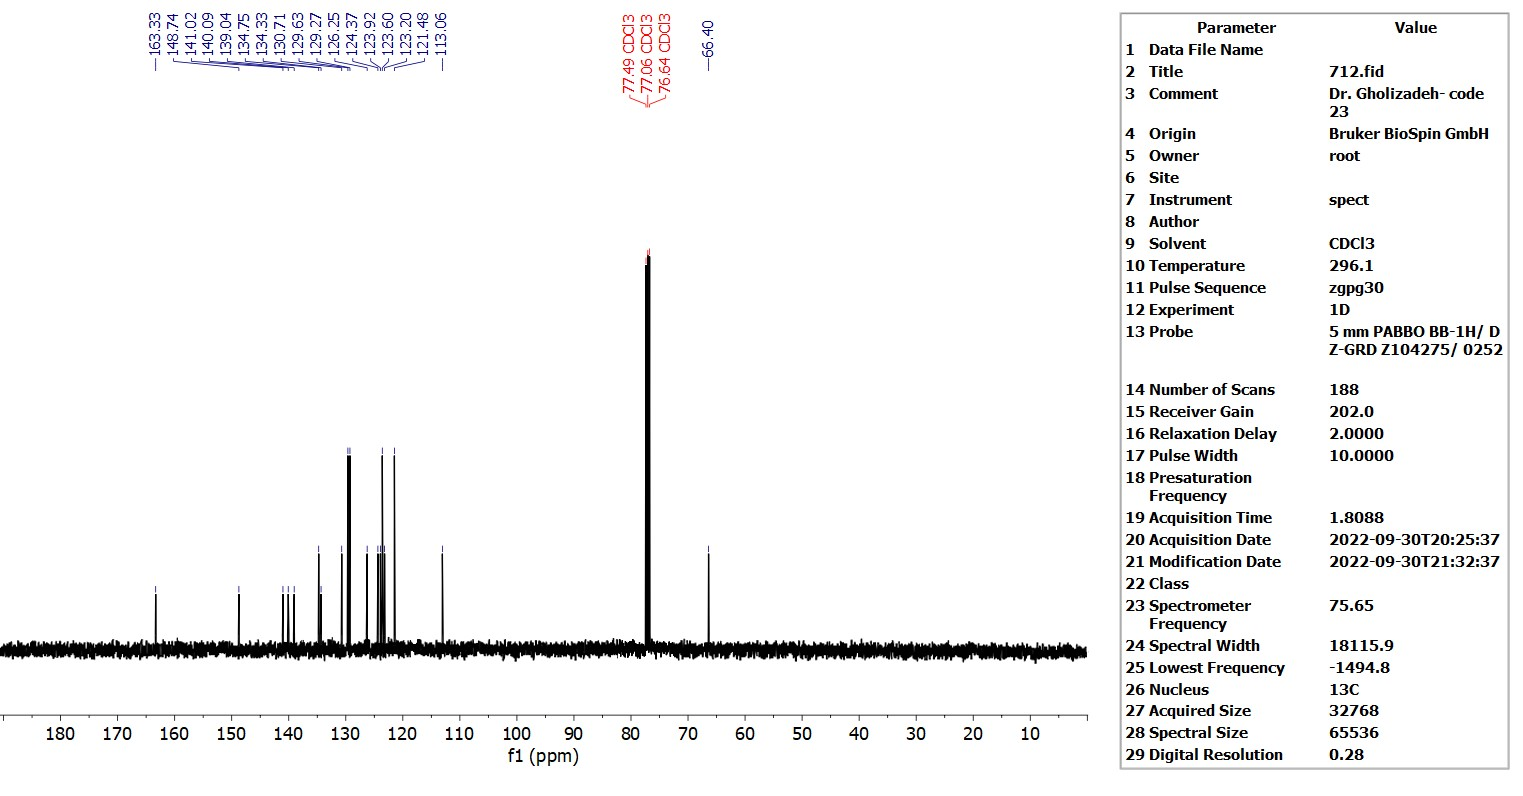 163.33
148.74
141.02
140.09
139.04
134.75
134.33
130.71
129.63
129.27
126.25
124.37
123.92
123.60
123.20
121.48
113.06
77.49 CDCl3
77.06 CDCl3
76.64 CDCl3
66.40
180 170 160 150 140 130 120 110 100 90 80 70 60 50 40 30 20 10
f1 (ppm)
Parameter Value
1 Data File Name
2 Title 712.fid
3 Comment Dr. Gholizadeh- code
23
4 Origin Bruker BioSpin GmbH
5 Owner root
6 Site
7 Instrument spect
8 Author
9 Solvent CDCl3
10 Temperature 296.1
11 Pulse Sequence zgpg30
12 Experiment 1D
13 Probe 5 mm PABBO BB-1H/ D
Z-GRD Z104275/ 0252
14 Number of Scans 188
15 Receiver Gain 202.0
16 Relaxation Delay 2.0000
17 Pulse Width 10.0000
18 Presaturation
Frequency
19 Acquisition Time 1.8088
20 Acquisition Date 2022-09-30T20:25:37
21 Modification Date 2022-09-30T21:32:37
22 Class
23 Spectrometer 75.65
Frequency
24 Spectral Width 18115.9
25 Lowest Frequency -1494.8
26 Nucleus 13C
27 Acquired Size 32768
28 Spectral Size 65536
29 Digital Resolution 0.28